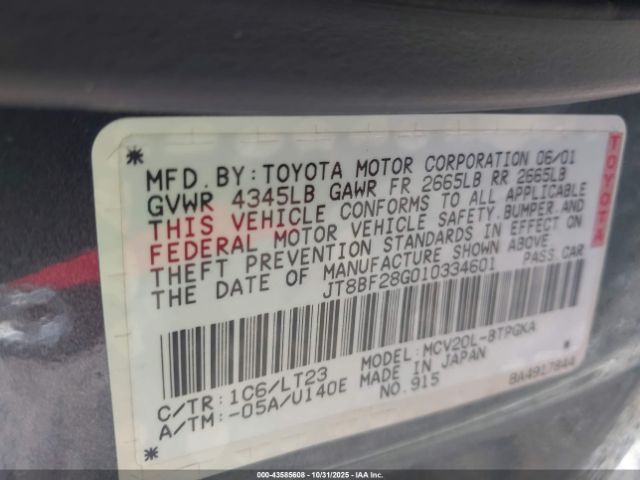 MFD. BY: TOYOTA MOTOR CORPORATION 06/01
GVWR 4345LB GAWR FR 2665LB RR 2665LB
THIS VEHICLE CONFORMS TO ALL APPLICABLE
FEDERAL MOTOR VEHICLE SAFETY, BUMPER, AND
THEFT PREVENTION STANDARDS IN EFFECT ON
THE DATE OF MANUFACTURE SHOWN ABOVE.
JT8BF28G010334601 PASS. CAR
TOYOTA
C/TR: 1C6/LT23 MODEL: MCV20L-BTPGKA
A/TM: -05A/U140E MADE IN JAPAN
NO. 915 BA4917844
000-43585608 | 10/31/2025 | IAA Inc.